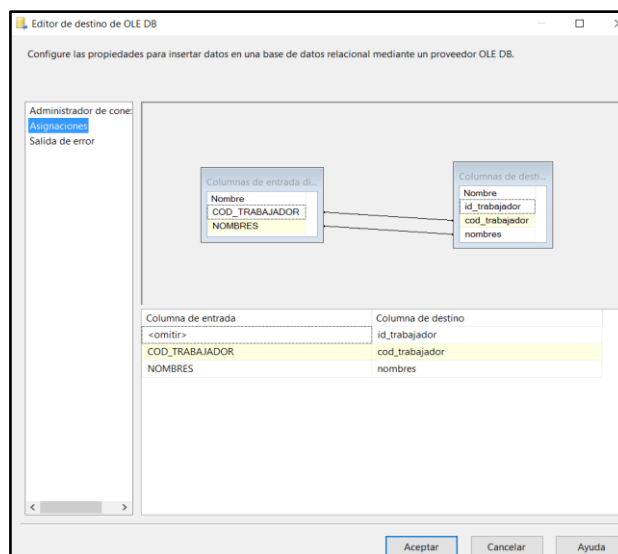 Editor de destino de OLE DB
Configure las propiedades para insertar datos en una base de datos relacional mediante un proveedor OLE DB.
Administrador de cone
Asignaciones
Salida de error
Columnas de entrada di...
Nombre
COD_TRABAJADOR
NOMBRES
Columnas de desti...
Nombre
id_trabajador
cod_trabajador
nombres
Columna de entrada Columna de destino
<omitir> id_trabajador
COD_TRABAJADOR cod_trabajador
NOMBRES nombres
Aceptar Cancelar Ayuda